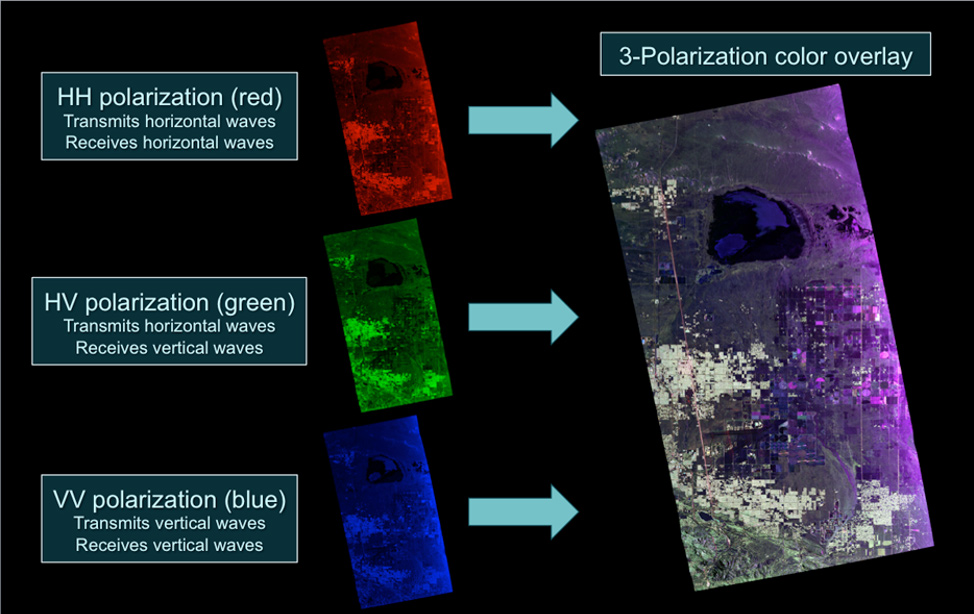 3-Polarization color overlay
HH polarization (red)
Transmits horizontal waves
Receives horizontal waves
HV polarization (green)
Transmits horizontal waves
Receives vertical waves
VV polarization (blue)
Transmits vertical waves
Receives vertical waves